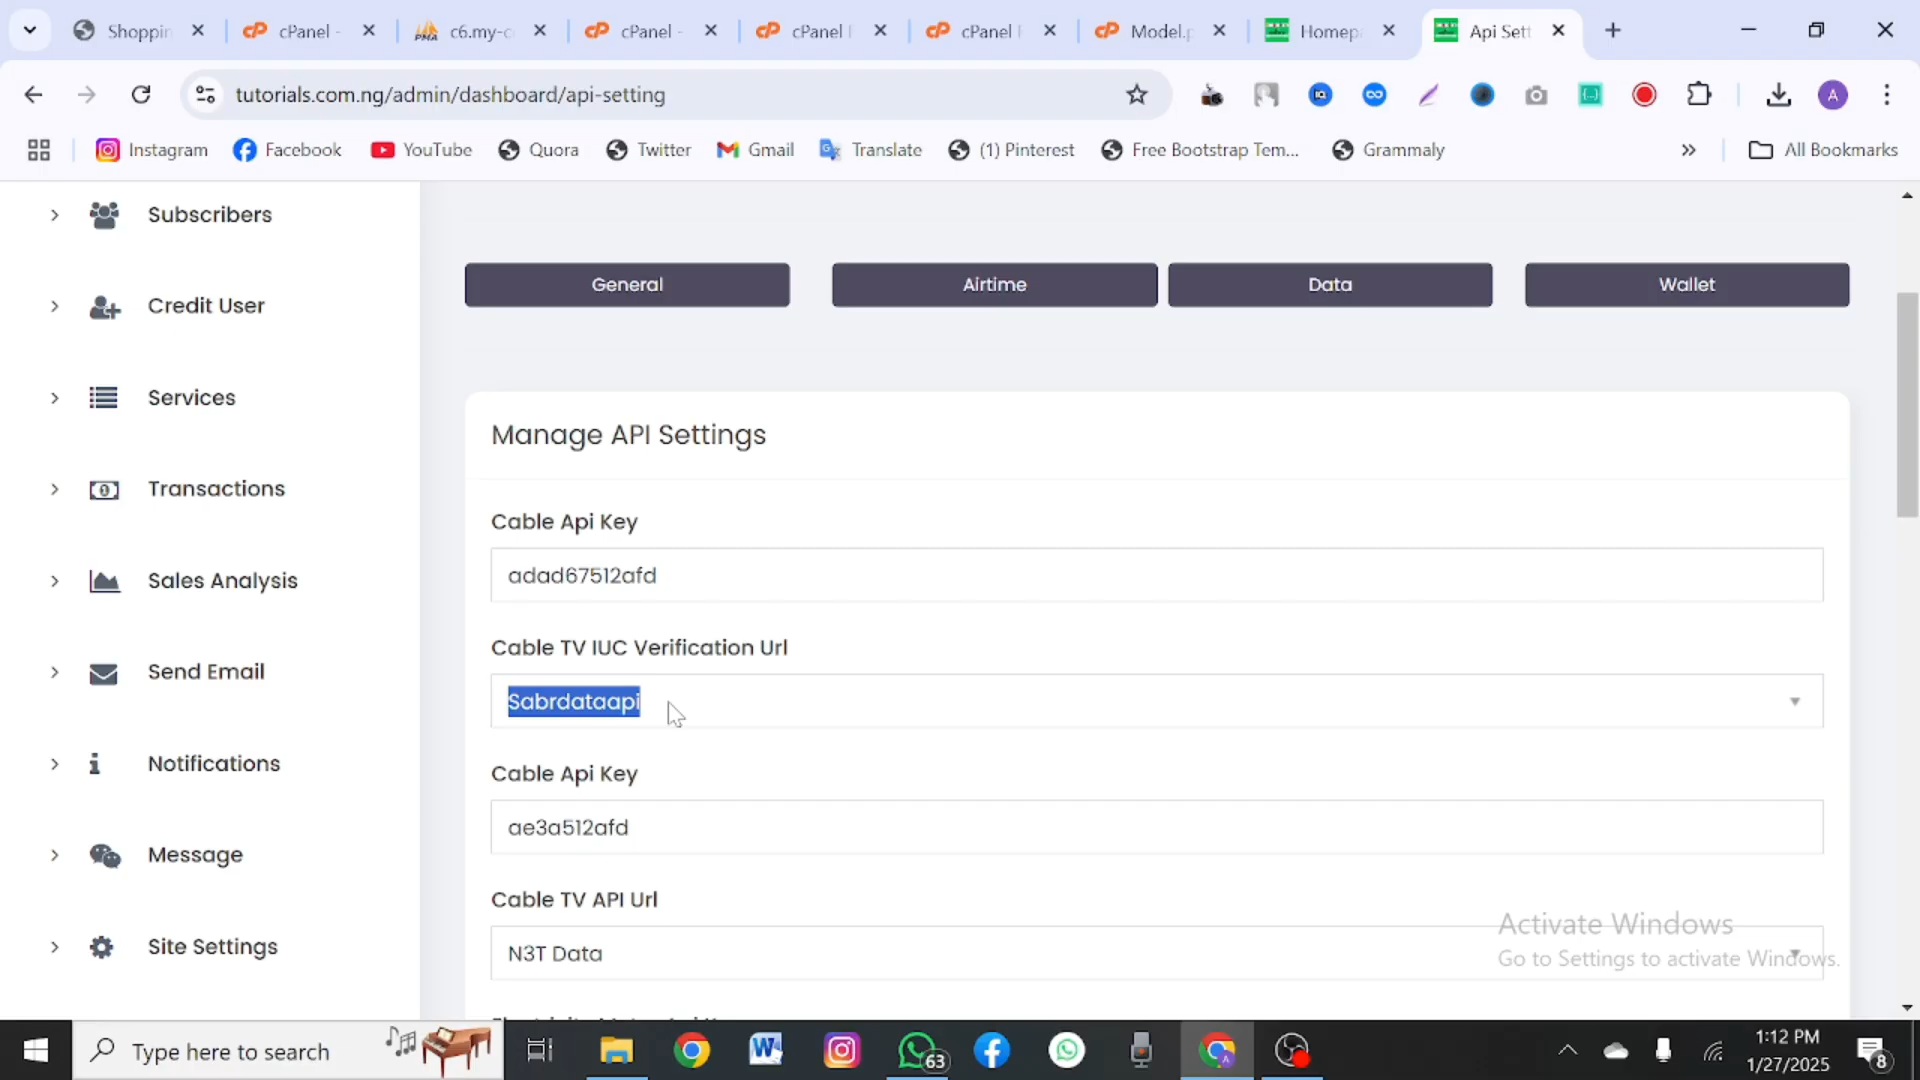 Shoppin
cPanel -
c6.my-c
cPanel -
cPanel
cPanel
Model.p
Homep
Api Sett
tutorials.com.ng/admin/dashboard/api-setting
Instagram
Facebook
YouTube
Quora
Twitter
Gmail
Translate
(1) Pinterest
Free Bootstrap Tem...
Grammaly
All Bookmarks
Subscribers
Credit User
Services
Transactions
Sales Analysis
Send Email
Notifications
Message
Site Settings
General
Airtime
Data
Wallet
Manage API Settings
Cable Api Key
adad67512afd
Cable TV IUC Verification Url
Sabrdataapi
Cable Api Key
ae3a512afd
Cable TV API Url
N3T Data
Activate Windows
Go to Settings to activate Windows.
Type here to search
63
1:12 PM
1/27/2025
8